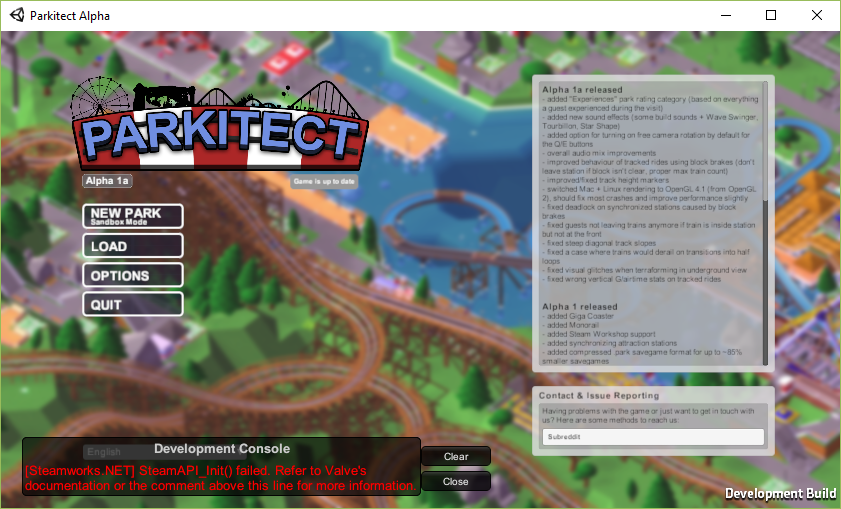 Parkitect Alpha
PARKITECT
Alpha 1a
Game is up to date
NEW PARK
Sandbox Mode
LOAD
OPTIONS
QUIT
Alpha 1a released
- added "Experiences" park rating category (based on everything
a guest experienced during the visit)
- added new sound effects (some build sounds + Wave Swinger,
Tourbillon, Star Shape)
- added option for turning on free camera rotation by default for
the Q/E buttons
- overall audio mix improvements
- improved behaviour of tracked rides using block brakes (don't
leave station if block isn't clear, proper max train count)
- improved/fixed track height markers
- switched Mac + Linux rendering to OpenGL 4.1 (from OpenGL
2), should fix most crashes and improve performance slightly
- fixed deadlock on synchronized stations caused by block
brakes
- fixed guests not leaving trains anymore if train is inside station
but not at the front
- fixed steep diagonal track slopes
- fixed a case where trains would derail on transitions into half
loops
- fixed visual glitches when terraforming in underground view
- fixed wrong vertical G/airtime stats on tracked rides
Alpha 1 released
- added Giga Coaster
- added Monorail
- added Steam Workshop support
- added synchronizing attraction stations
- added compressed park savegame format for up to ~85%
smaller savegames
Contact & Issue Reporting
Having problems with the game or just want to get in touch with
us? Here are some methods to reach us:
Subreddit
English
Development Console
[Steamworks.NET] SteamAPI_Init() failed. Refer to Valve's
documentation or the comment above this line for more information.
Clear
Close
Development Build